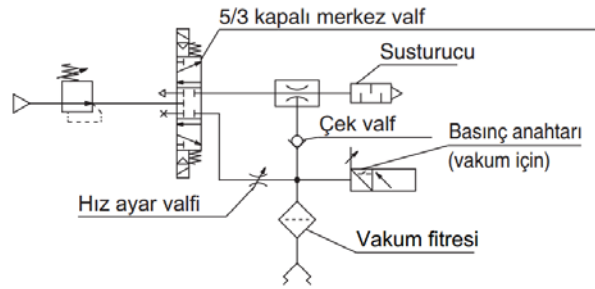 5/3 kapalı merkez valf
Susturucu
Çek valf
Basınç anahtarı
(vakum için)
Hız ayar valfi
Vakum fitresi